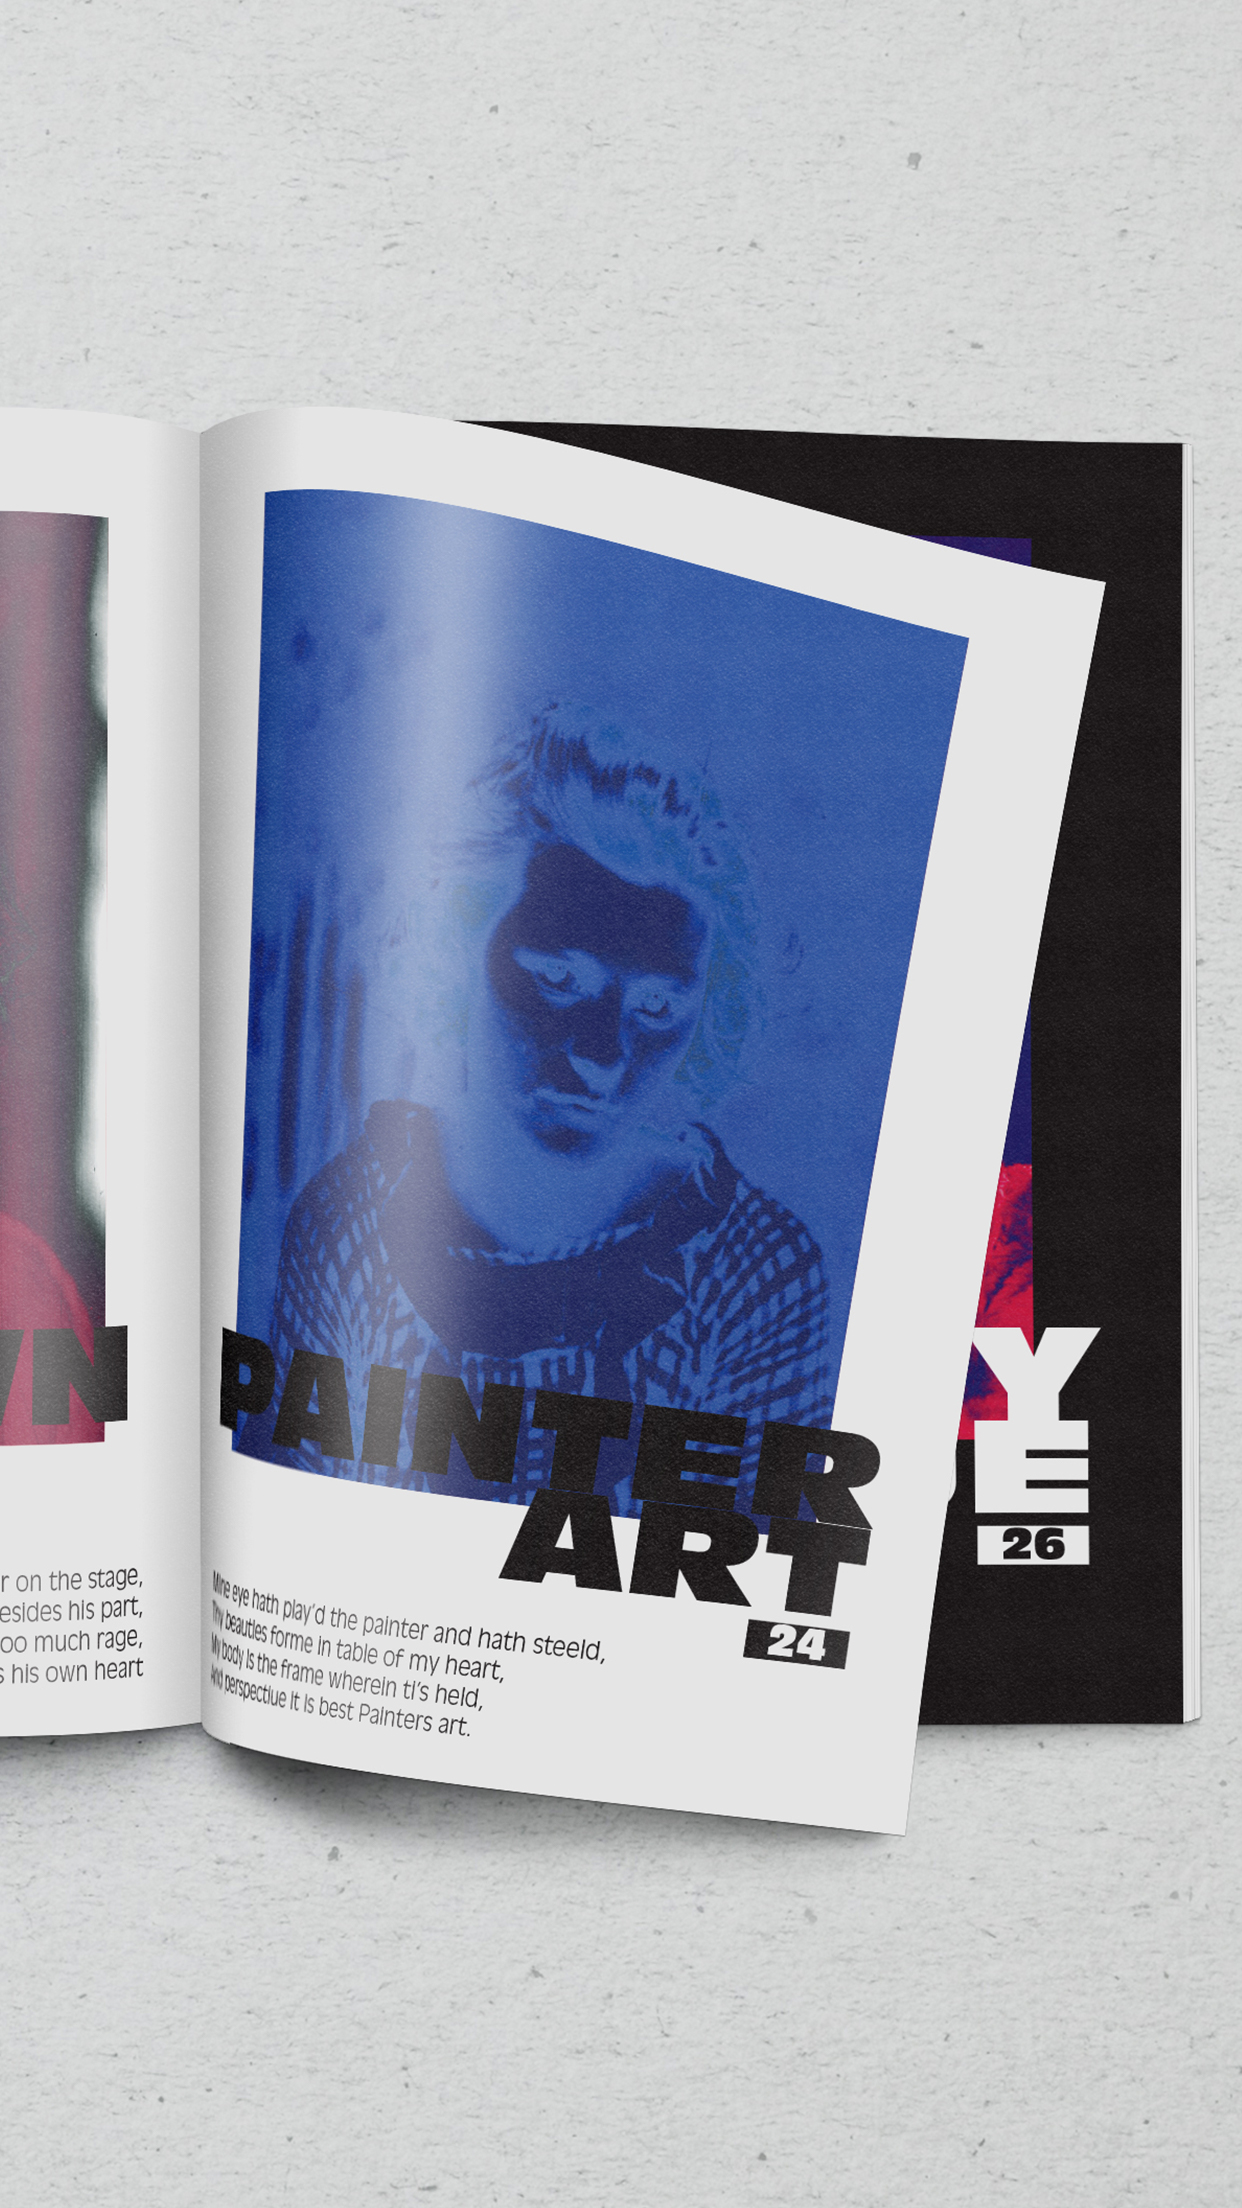 WN
r on the stage,
esides his part,
oo much rage,
s his own heart
PAINTER
ART
24
Mine eye hath play'd the painter and hath steeld,
Thy beauties forme in table of my heart,
My body is the frame wherein ti's held,
And perspectiue it is best Painters art.
Y
E
26